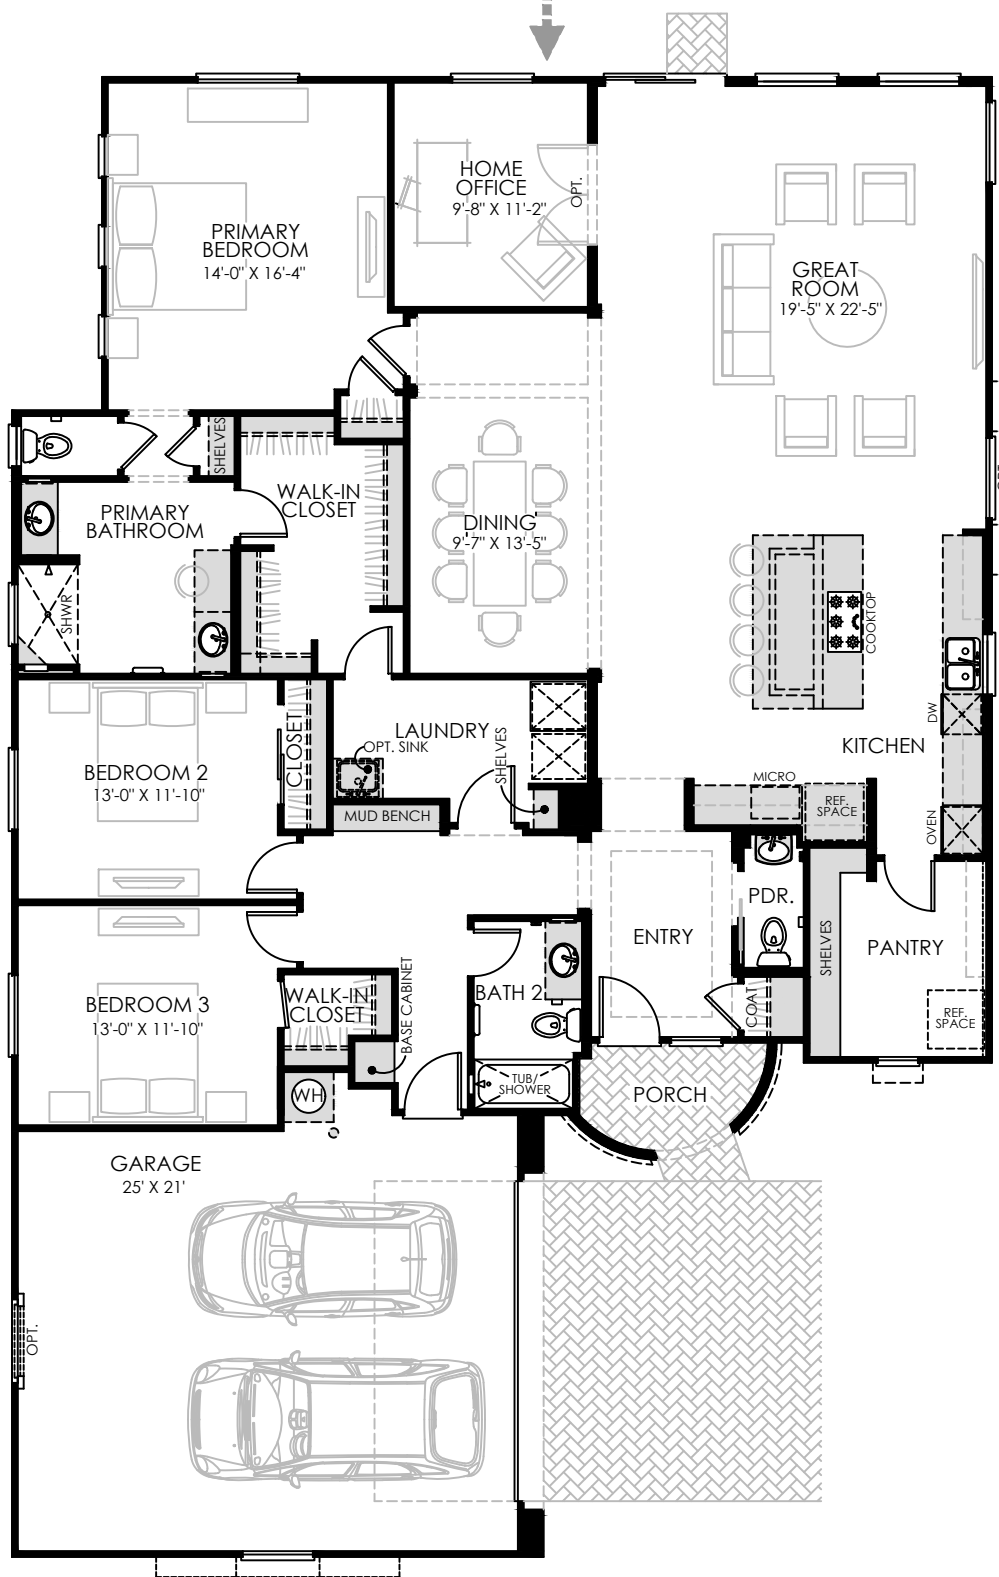 HOME
OFFICE
9'-8" X 11'-2"
OPT.
PRIMARY
BEDROOM
14'-0" X 16'-4"
GREAT
ROOM
19'-5" X 22'-5"
SHELVES
WALK-IN
CLOSET
PRIMARY
BATHROOM
DINING
9'-7" X 13'-5"
SHWR
COOKTOP
DW
KITCHEN
CLOSET
LAUNDRY
OPT. SINK
SHELVES
BEDROOM 2
13'-0" X 11'-10"
MICRO
REF.
SPACE
OVEN
MUD BENCH
PDR.
ENTRY
SHELVES
PANTRY
BASE CABINET
BATH 2
WALK-IN
CLOSET
BEDROOM 3
13'-0" X 11'-10"
COAT
REF.
SPACE
TUB/
SHOWER
WH
PORCH
GARAGE
25' X 21'
OPT.